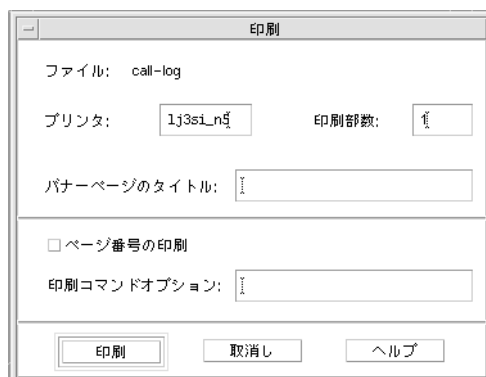 印刷
ファイル: call-log
プリンタ: lj3si_n5 印刷部数: 1
バナーページのタイトル:
ページ番号の印刷
印刷コマンドオプション:
印刷 取消し ヘルプ